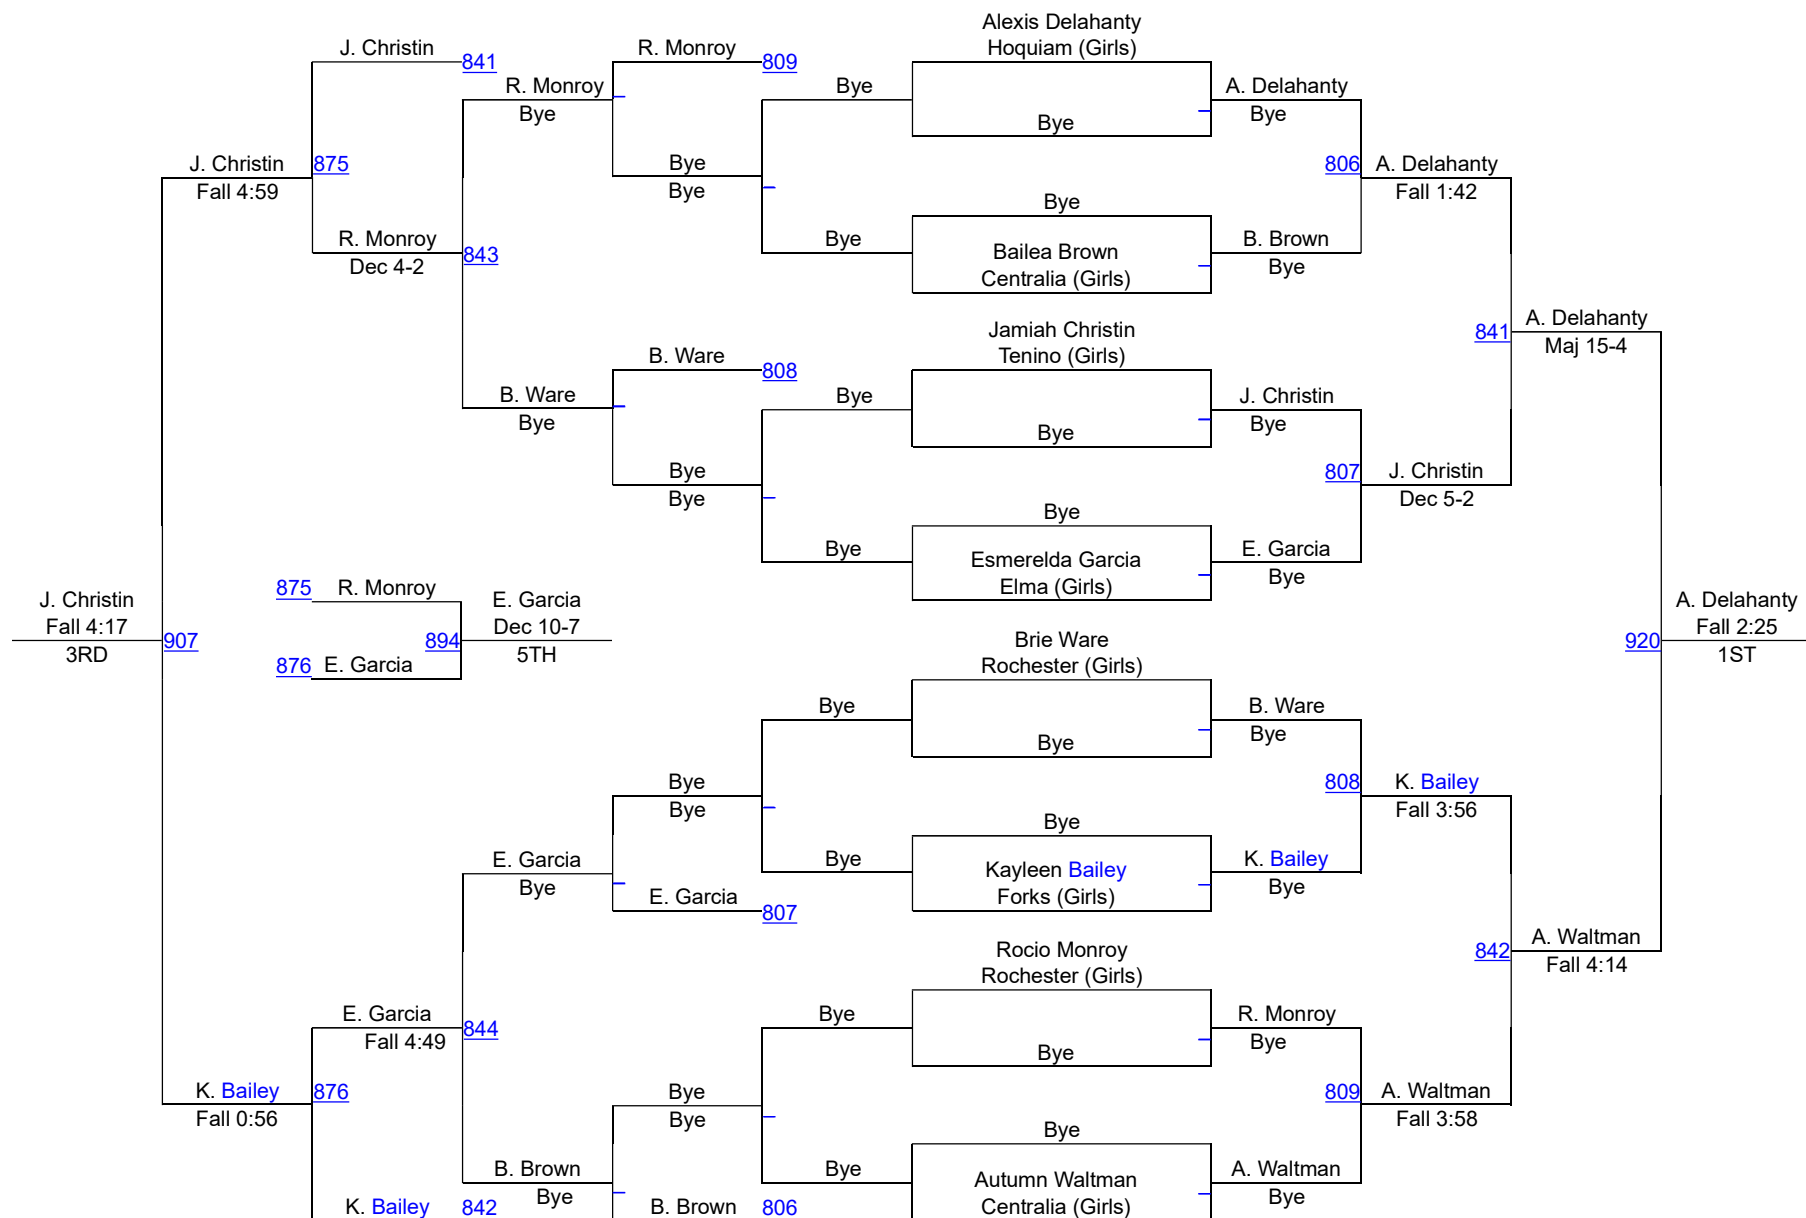 Alexis Delahanty
J. Christin
R. Monroy
Hoquiam (Girls)
841
809
R. Monroy
Bye
A. Delahanty
Bye
Bye
Bye
J. Christin
875
Bye
806
A. Delahanty
Fall 4:59
Bye
Fall 1:42
Bye
R. Monroy
Bye
B. Brown
Dec 4-2
843
Bailea Brown
Bye
Centralia (Girls)
Jamiah Christin
A. Delahanty
841
Maj 15-4
B. Ware
Tenino (Girls)
808
B. Ware
Bye
J. Christin
Bye
Bye
Bye
Bye
807
J. Christin
Bye
Dec 5-2
Bye
Bye
E. Garcia
Esmerelda Garcia
Bye
Elma (Girls)
875
R. Monroy
J. Christin
E. Garcia
A. Delahanty
Fall 4:17
Dec 10-7
Fall 2:25
907
894
Brie Ware
920
3RD
5TH
1ST
876
E. Garcia
Rochester (Girls)
Bye
B. Ware
Bye
Bye
Bye
808
K. Bailey
Bye
Fall 3:56
Bye
E. Garcia
Bye
K. Bailey
Bye
Kayleen Bailey
Bye
E. Garcia
Forks (Girls)
807
Rocio Monroy
A. Waltman
842
Fall 4:14
Rochester (Girls)
E. Garcia
Bye
R. Monroy
Fall 4:49
844
Bye
Bye
K. Bailey
876
Bye
809
A. Waltman
Fall 0:56
Bye
Fall 3:58
Bye
B. Brown
Bye
A. Waltman
Bye
Autumn Waltman
Bye
K. Bailey
842
B. Brown
806
Centralia (Girls)